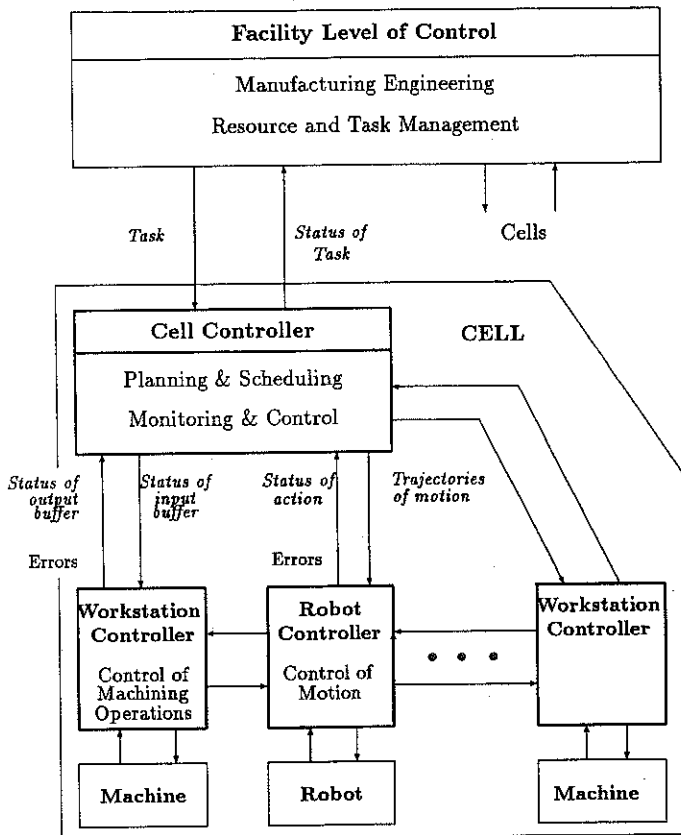 Facility Level of Control
Manufacturing Engineering
Resource and Task Management
Task
Status of
Task
Cells
Cell Controller
CELL
Planning & Scheduling
Monitoring & Control
Status of
output
buffer
Status of
input
buffer
Status of
action
Trajectories
of motion
Errors
Errors
Workstation
Controller
Control of
Machining
Operations
Robot
Controller
Control of
Motion
Workstation
Controller
Machine
Robot
Machine